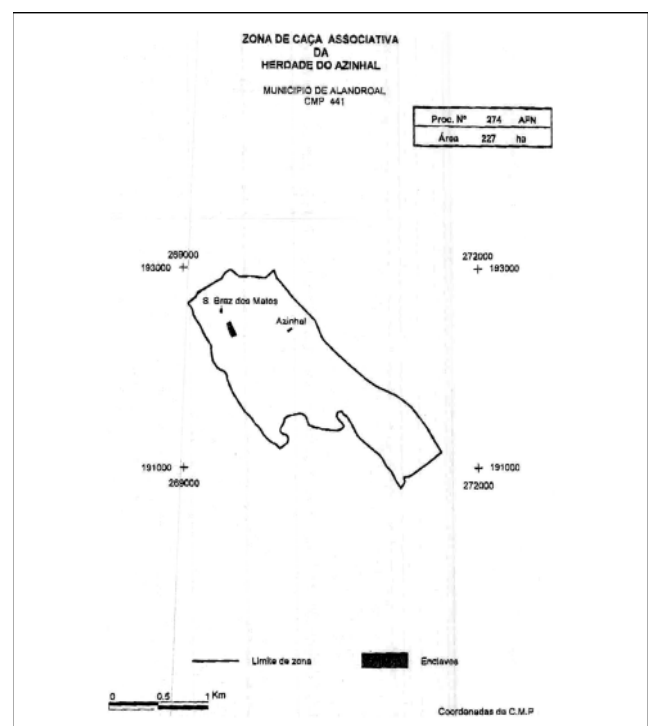 ZONA DE CAÇA ASSOCIATIVA
DA
HERDADE DO AZINHAL
MUNICIPIO DE ALANDROAL
CMP 441
Proc. Nº 274 AFN
Área 227 ha
269000
193000
272000
193000
S. Braz dos Matos
Azinhal
191000
269000
191000
272000
Limite de zona
Enclaves
0 0.5 1 Km
Coordenadas da C.M.P